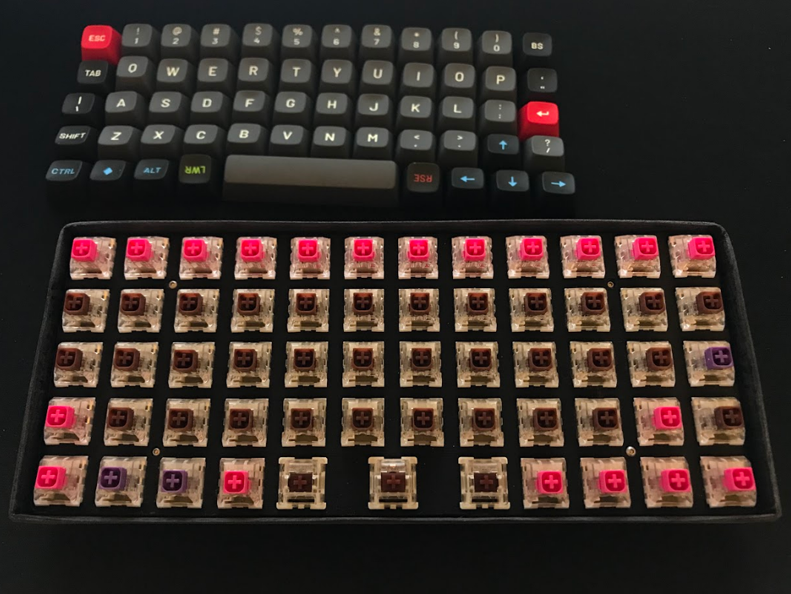 ESC ! @ # $ % ^ & * ( ) BS
1 2 3 4 5 6 7 8 9 0
TAB Q W E R T Y U I O P
| \ A S D F G H J K L : ; ↵
SHIFT Z X C B V N M < , > . ↑ ? /
CTRL ◆ ALT LWR RSE ← ↓ →